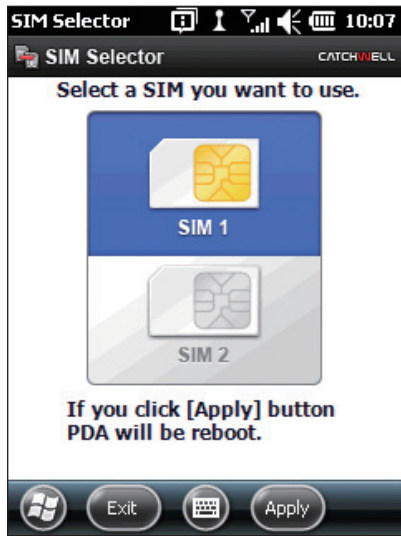 SIM Selector 10:07
SIM Selector CATCHWELL
Select a SIM you want to use.
SIM 1
SIM 2
If you click [Apply] button
PDA will be reboot.
Exit Apply